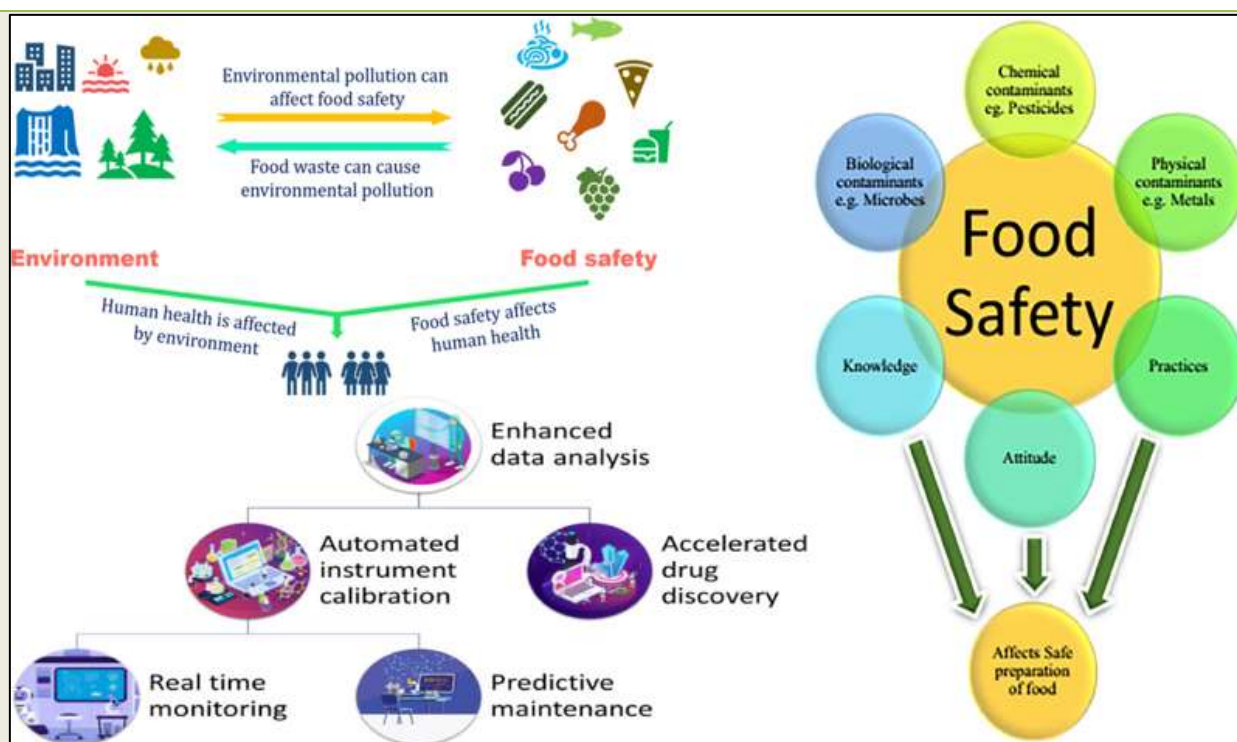 Environmental pollution can
affect food safety
Food waste can cause
environmental pollution
Environment
Food safety
Human health is affected
by environment
Food safety affects
human health
Enhanced
data analysis
Automated
instrument
calibration
Accelerated
drug
discovery
Real time
monitoring
Predictive
maintenance
Chemical
contaminants
eg. Pesticides
Biological
contaminants
e.g. Microbes
Physical
contaminants
e.g. Metals
Food
Safety
Knowledge
Practices
Attitude
Affects Safe
preparation
of food